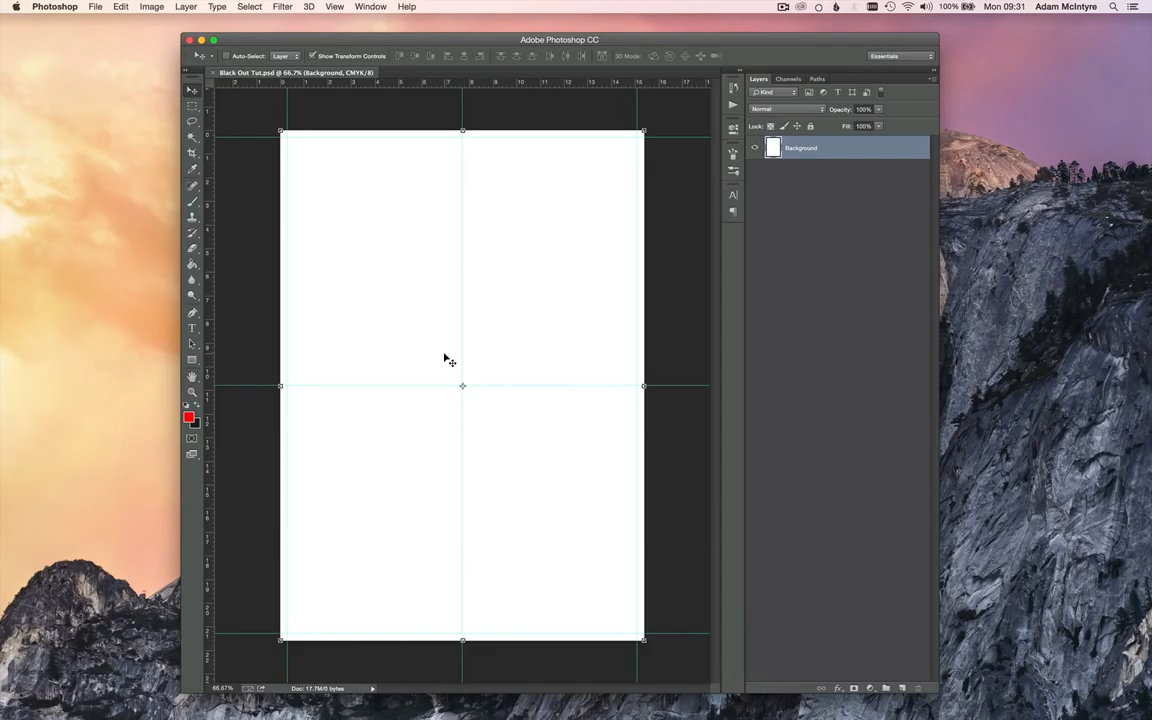 Photoshop File Edit Image Layer Type Select Filter 3D View Window Help 100% Mon 09:31 Adam McIntyre
Adobe Photoshop CC
Auto-Select: Layer Show Transform Controls 3D Mode: Essentials
Black Out Tut.psd @ 66.7% (Background, CMYK/8)
Layers Channels Paths
Kind
Normal Opacity: 100%
Lock: Fill: 100%
Background
66.67% Doc: 17.7M/0 bytes